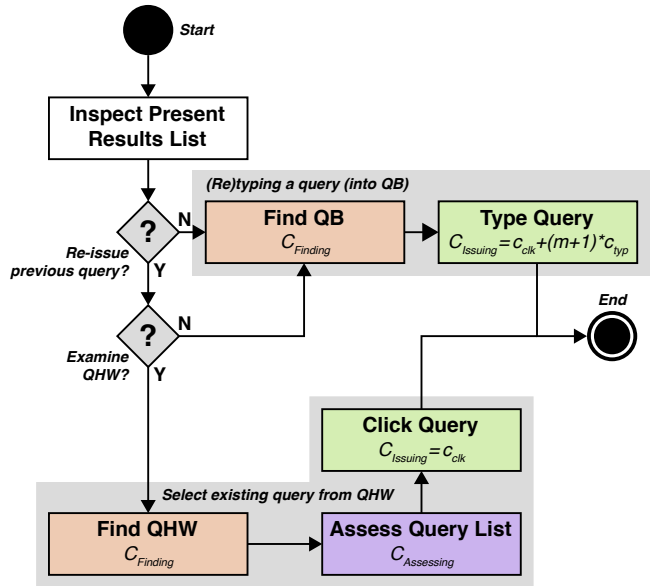 Start
Inspect Present
Results List
(Re)typing a query (into QB)
?
N
Find QB
C_Finding
Type Query
C_Issuing=c_clk+(m+1)*c_typ
Re-issue
previous query?
Y
End
?
N
Examine
QHW?
Y
Click Query
C_Issuing=c_clk
Select existing query from QHW
Find QHW
C_Finding
Assess Query List
C_Assessing